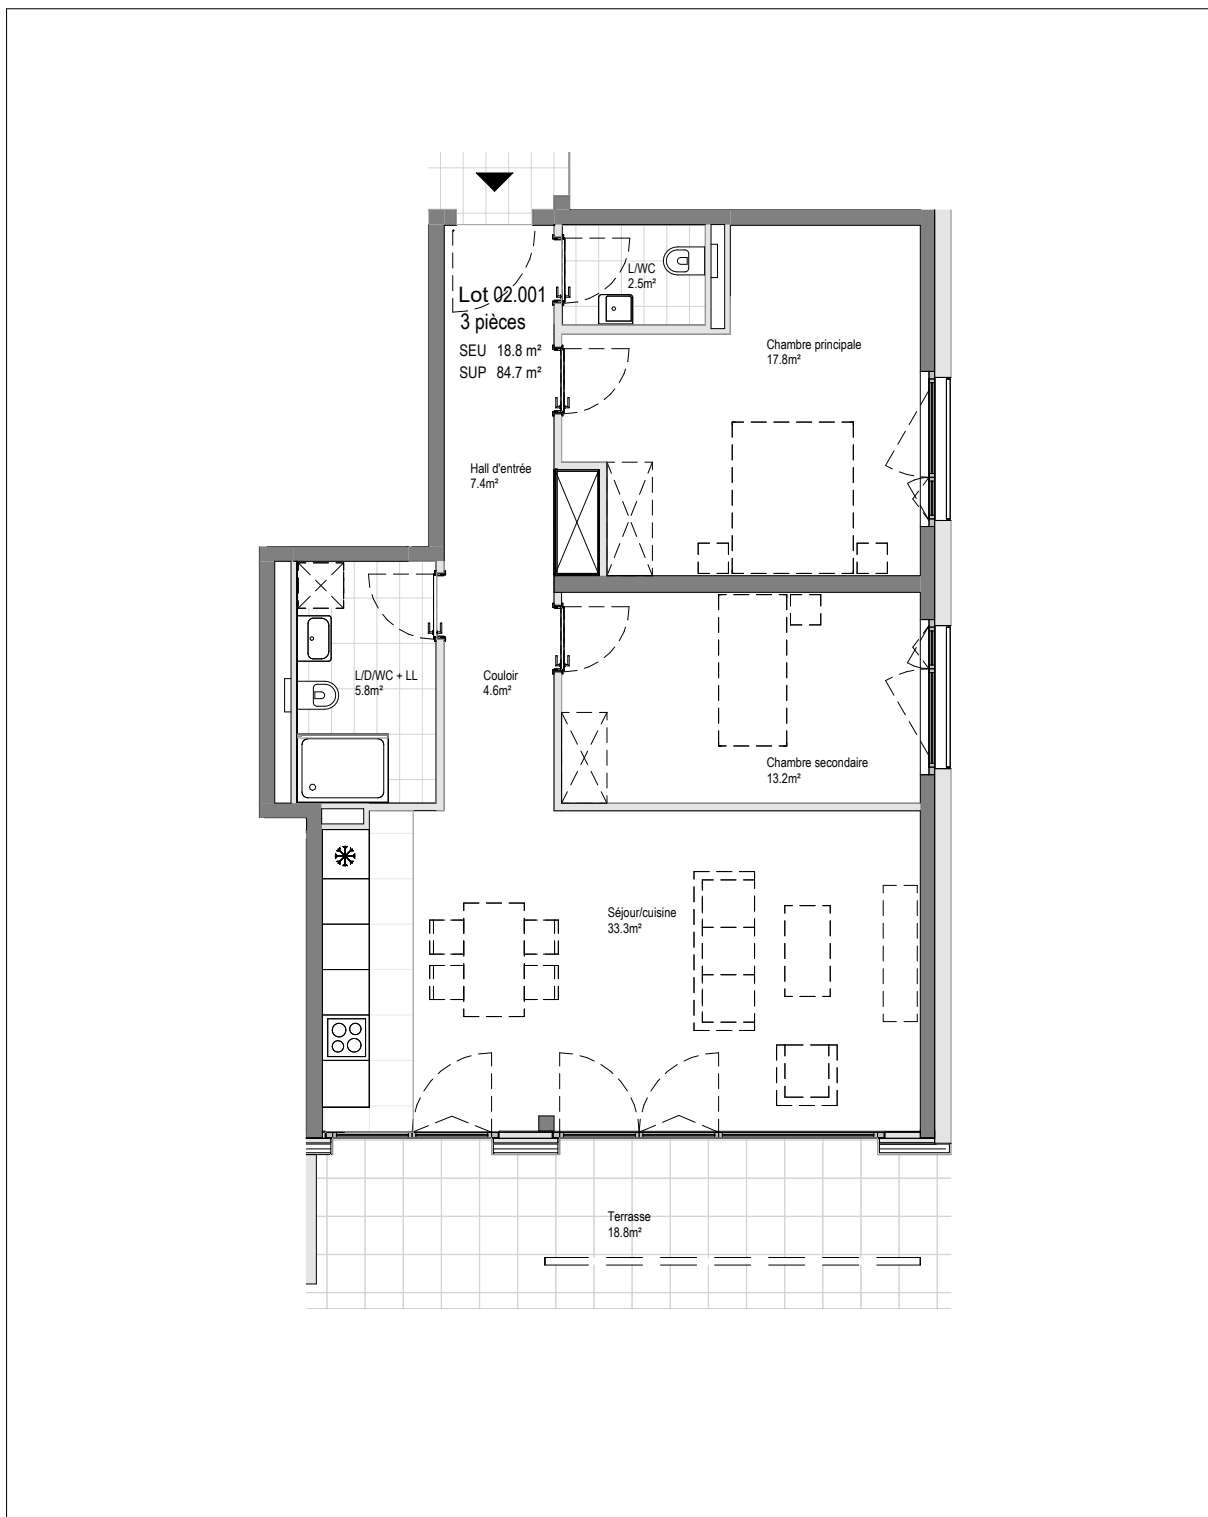 L/WC
2.5m²
Lot 02.001
3 pièces
SEU 18.8 m²
SUP 84.7 m²
Chambre principale
17.8m²
Hall d'entrée
7.4m²
L/D/WC + LL
5.8m²
Couloir
4.6m²
Chambre secondaire
13.2m²
Séjour/cuisine
33.3m²
Terrasse
18.8m²